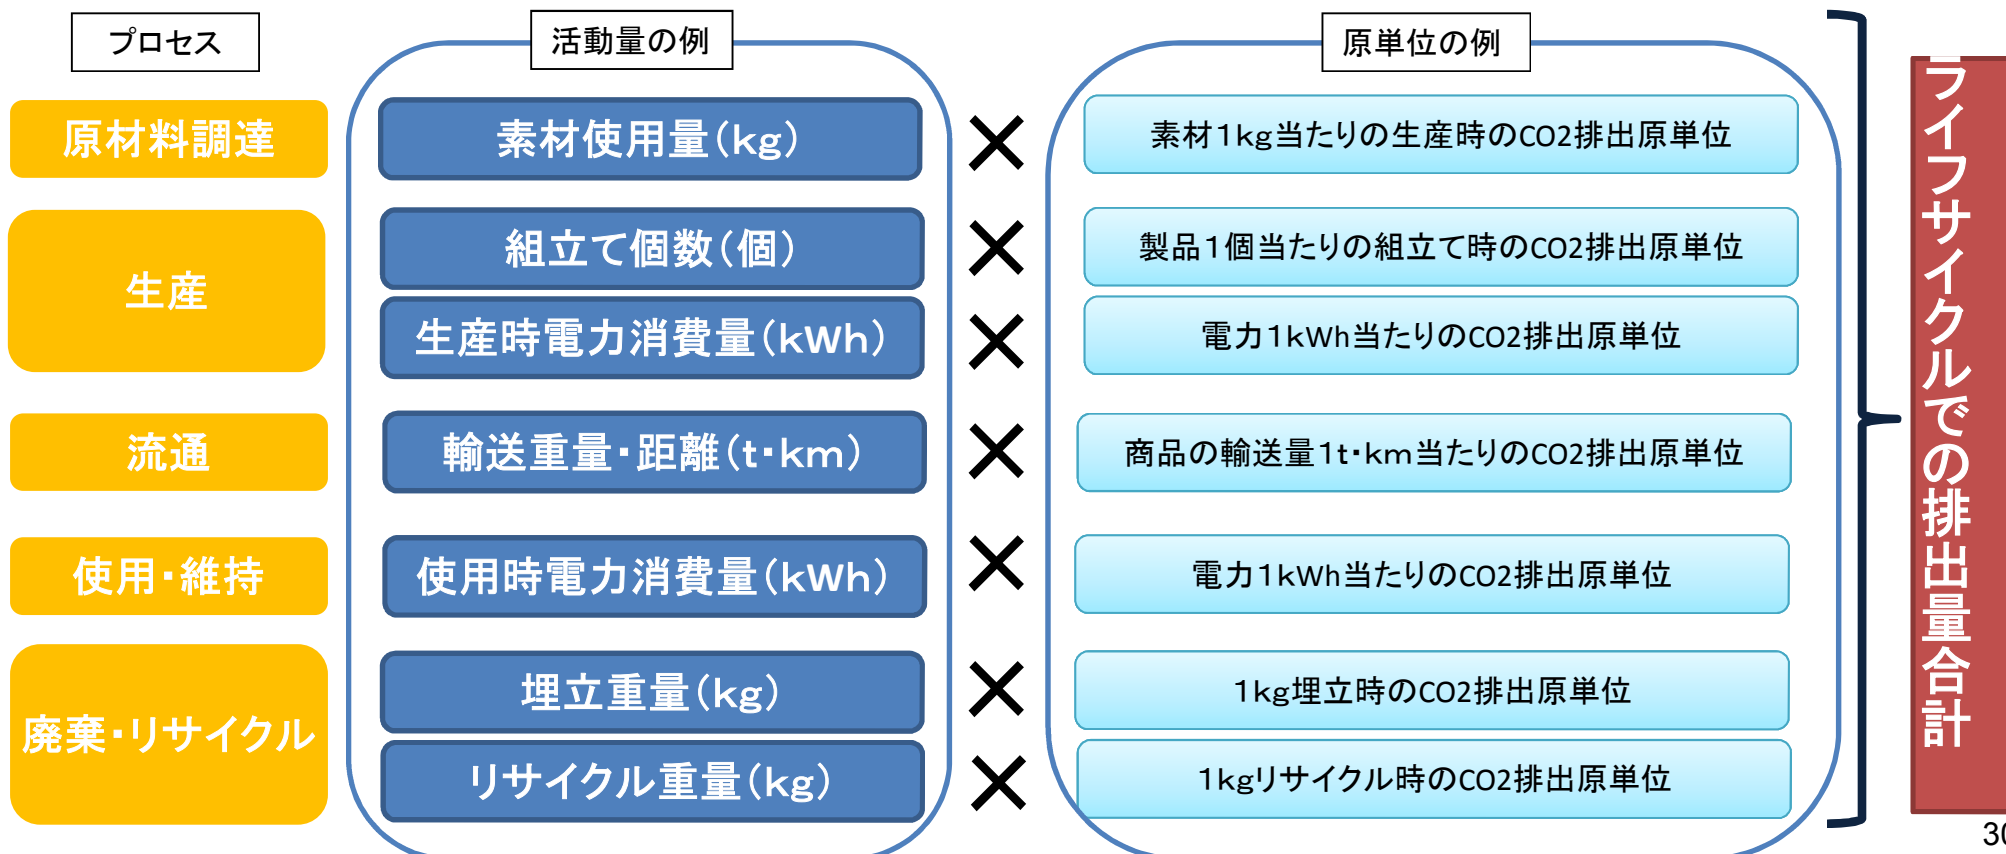 プロセス
活動量の例
原単位の例
原材料調達
素材使用量(kg)
×
素材1kg当たりの生産時のCO2排出原単位
生産
組立て個数(個)
×
製品1個当たりの組立て時のCO2排出原単位
生産時電力消費量(kWh)
×
電力1kWh当たりのCO2排出原単位
流通
輸送重量・距離(t・km)
×
商品の輸送量1t・km当たりのCO2排出原単位
使用・維持
使用時電力消費量(kWh)
×
電力1kWh当たりのCO2排出原単位
廃棄・リサイクル
埋立重量(kg)
×
1kg埋立時のCO2排出原単位
リサイクル重量(kg)
×
1kgリサイクル時のCO2排出原単位
ライフサイクルでの排出量合計
30